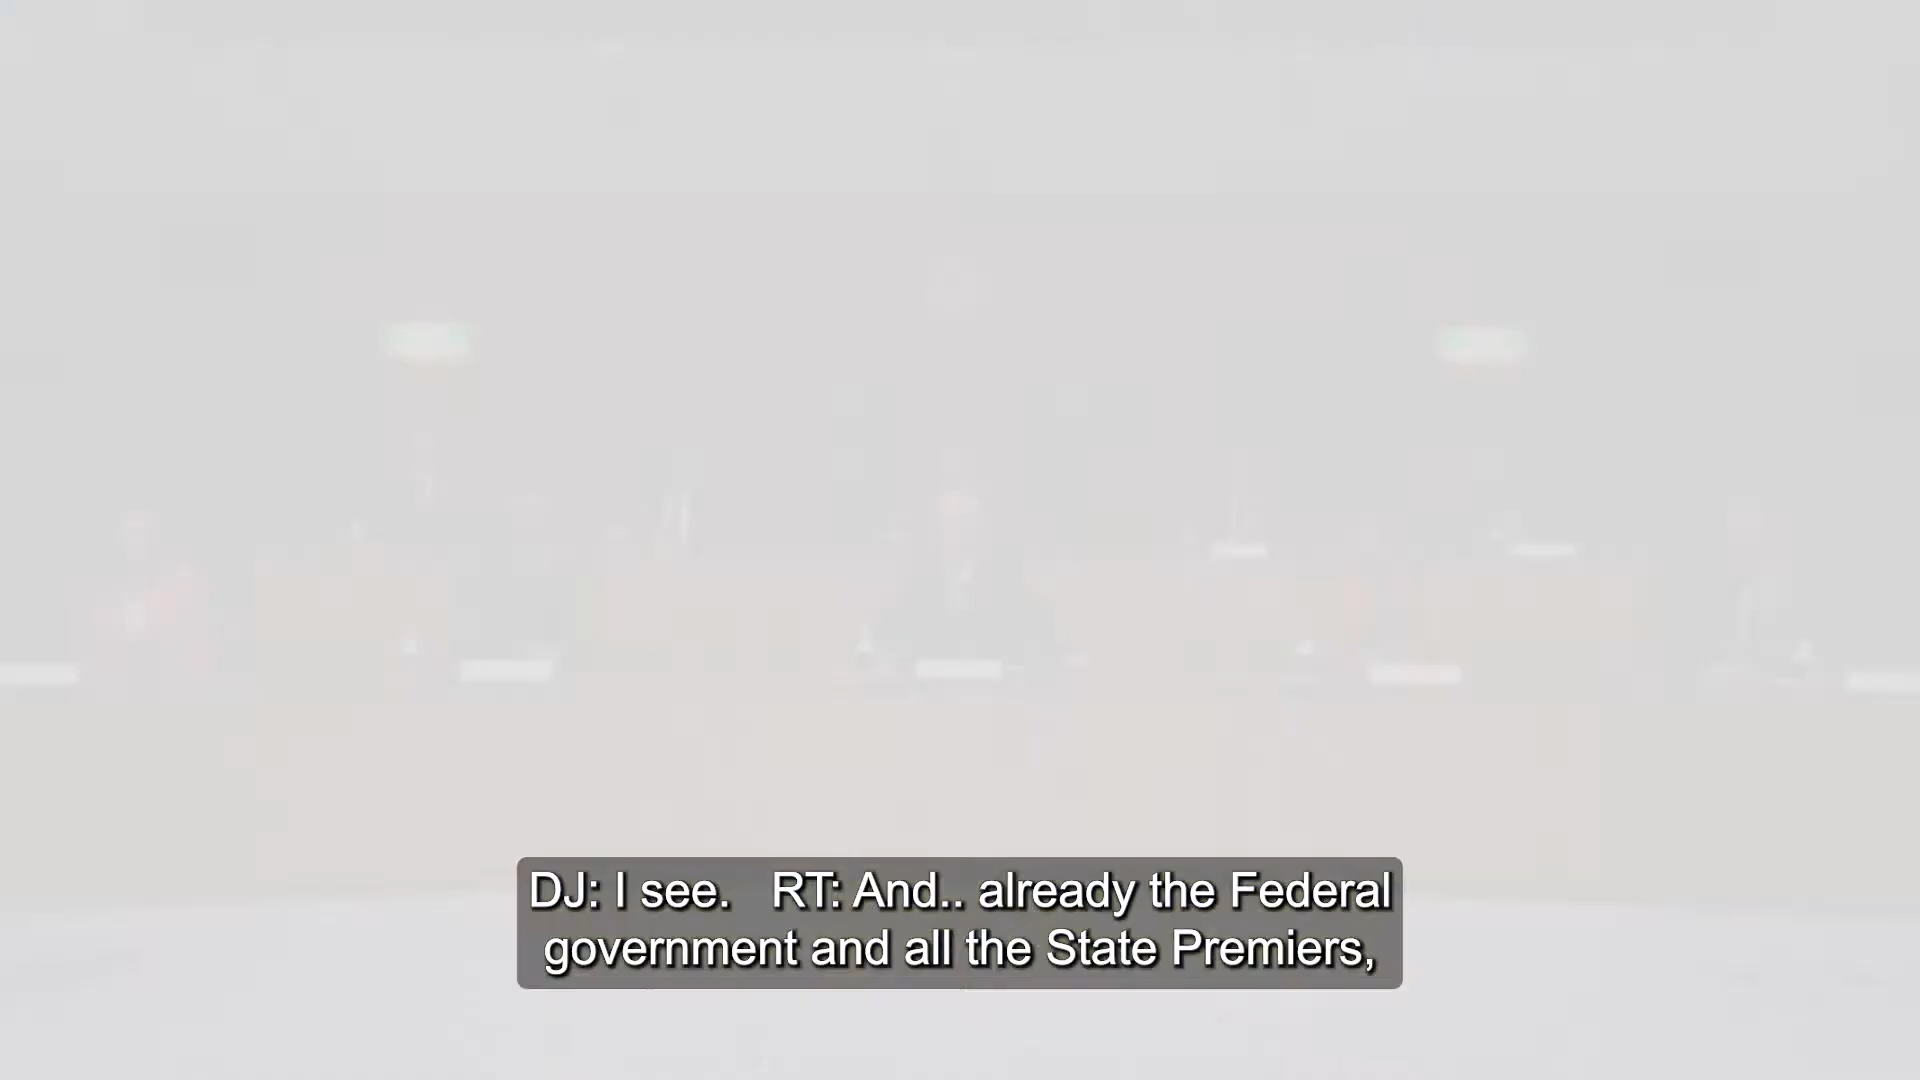 DJ: I see.   RT: And.. already the Federal
government and all the State Premiers,